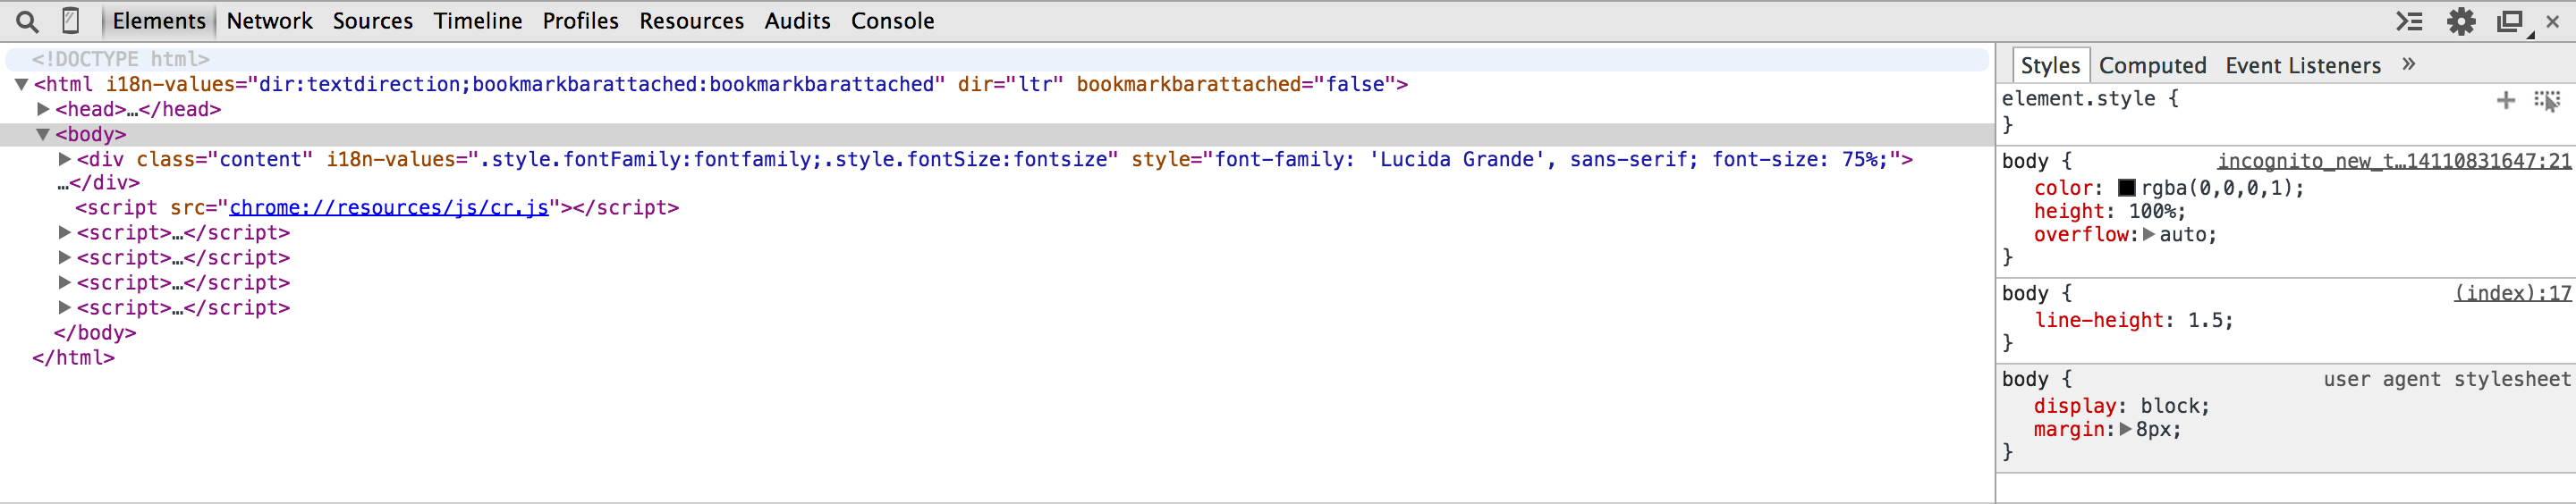 Elements Network Sources Timeline Profiles Resources Audits Console
<!DOCTYPE html>
<html i18n-values="dir:textdirection;bookmarkbarattached:bookmarkbarattached" dir="ltr" bookmarkbarattached="false">
<head>…</head>
<body>
<div class="content" i18n-values=".style.fontFamily:fontfamily;.style.fontSize:fontsize" style="font-family: 'Lucida Grande', sans-serif; font-size: 75%;">
…</div>
<script src="chrome://resources/js/cr.js"></script>
<script>…</script>
<script>…</script>
<script>…</script>
<script>…</script>
</body>
</html>
Styles Computed Event Listeners »
element.style {
}
body { incognito_new_t…14110831647:21
color: rgba(0,0,0,1);
height: 100%;
overflow: auto;
}
body { (index):17
line-height: 1.5;
}
body { user agent stylesheet
display: block;
margin: 8px;
}